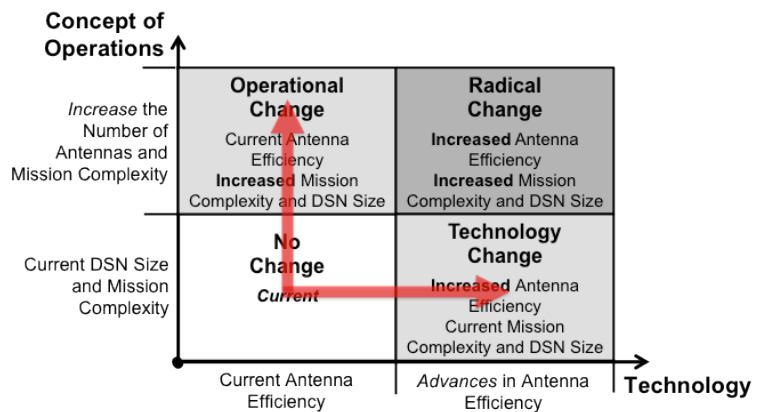 Concept of
Operations
Increase the
Number of
Antennas and
Mission Complexity
Operational
Change
Current Antenna
Efficiency
Increased Mission
Complexity and DSN Size
Radical
Change
Increased Antenna
Efficiency
Increased Mission
Complexity and DSN Size
Current DSN Size
and Mission
Complexity
No
Change
Current
Technology
Change
Increased Antenna
Efficiency
Current Mission
Complexity and DSN Size
Current Antenna
Efficiency
Advances in Antenna
Efficiency
Technology